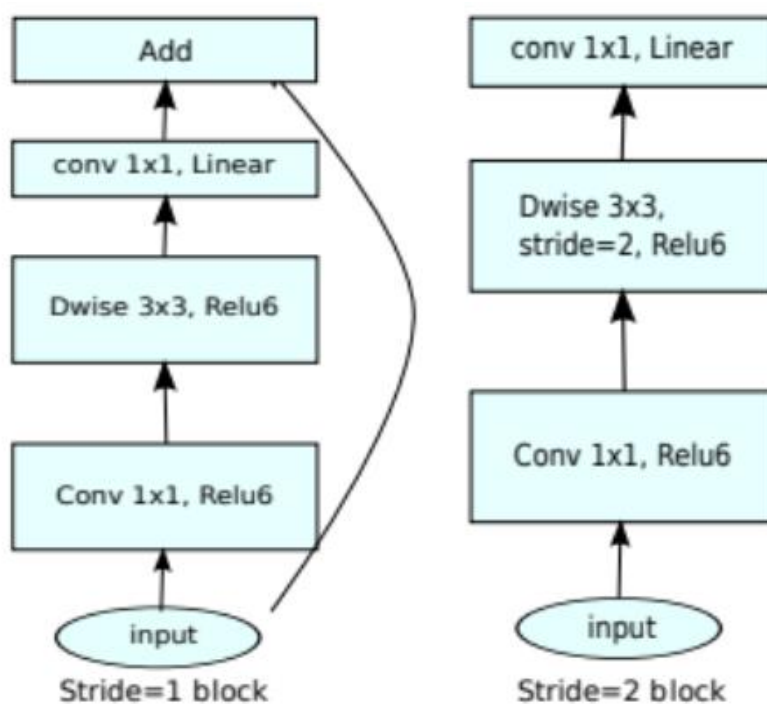 Add
conv 1x1, Linear
Dwise 3x3, Relu6
Conv 1x1, Relu6
input
Stride=1 block
conv 1x1, Linear
Dwise 3x3,
stride=2, Relu6
Conv 1x1, Relu6
input
Stride=2 block